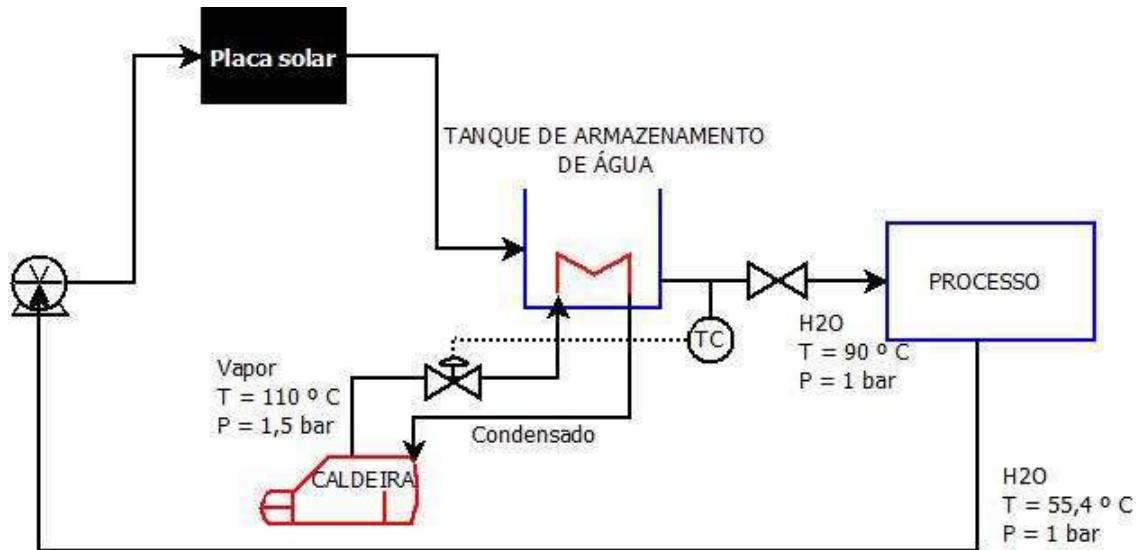 Placa solar
TANQUE DE ARMAZENAMENTO
DE ÁGUA
PROCESSO
TC
H2O
T = 90 º C
P = 1 bar
Vapor
T = 110 º C
P = 1,5 bar
Condensado
CALDEIRA
H2O
T = 55,4 º C
P = 1 bar